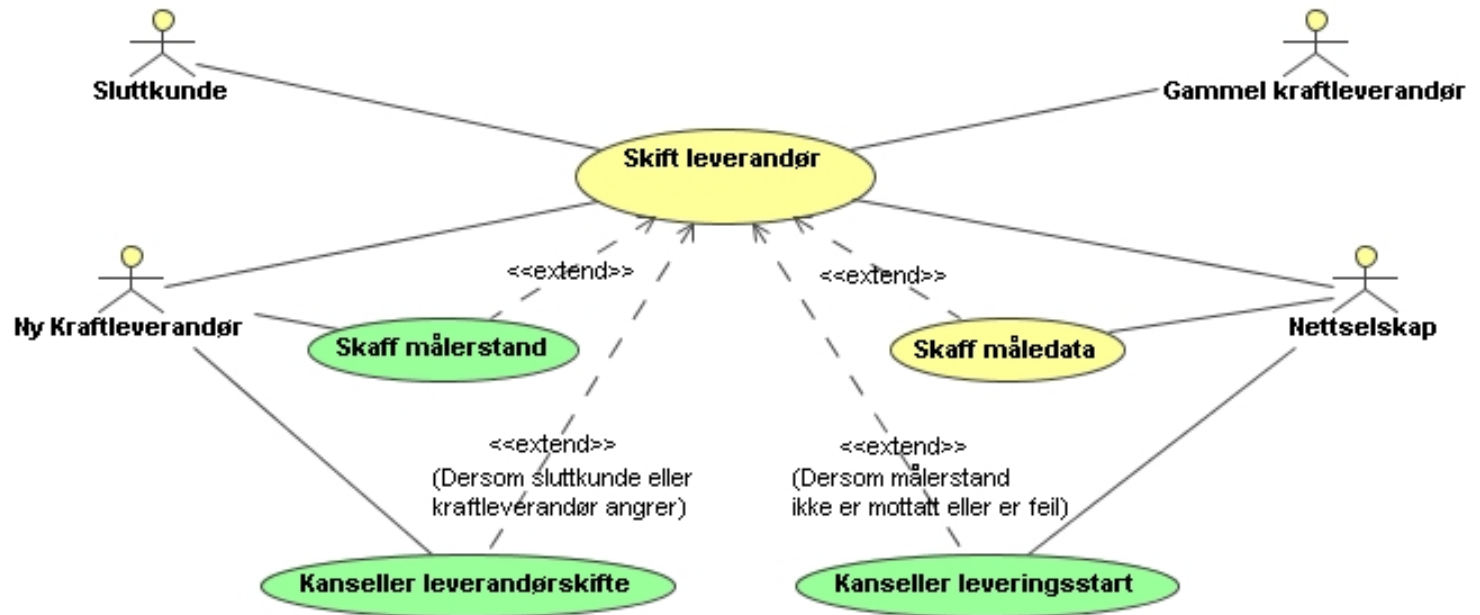 Sluttkunde
Gammel kraftleverandør
Skift leverandør
<<extend>>
<<extend>>
Ny Kraftleverandør
Nettselskap
Skaff målerstand
Skaff måledata
<<extend>>
(Dersom sluttkunde eller
kraftleverandør angrer)
<<extend>>
(Dersom målerstand
ikke er mottatt eller er feil)
Kanseller leverandørskifte
Kanseller leveringsstart